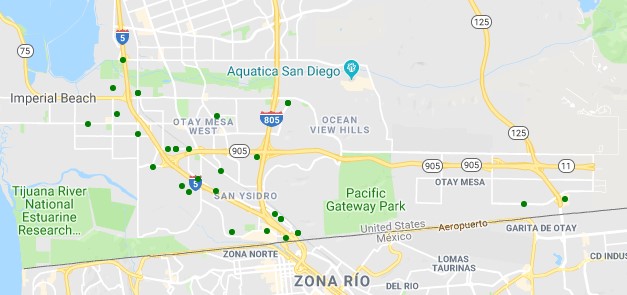 125
5
75
Aquatica San Diego
Imperial Beach
805
OTAY MESA
WEST
OCEAN
VIEW HILLS
125
905
905
905
11
OTAY MESA
5
SAN YSIDRO
Tijuana River
National
Estuarine
Research...
Pacific
Gateway Park
United States
México
Aeropuerto
GARITA DE OTAY
ZONA NORTE
LOMAS
TAURINAS
CD INDUS
ZONA RÍO
DEL RIO